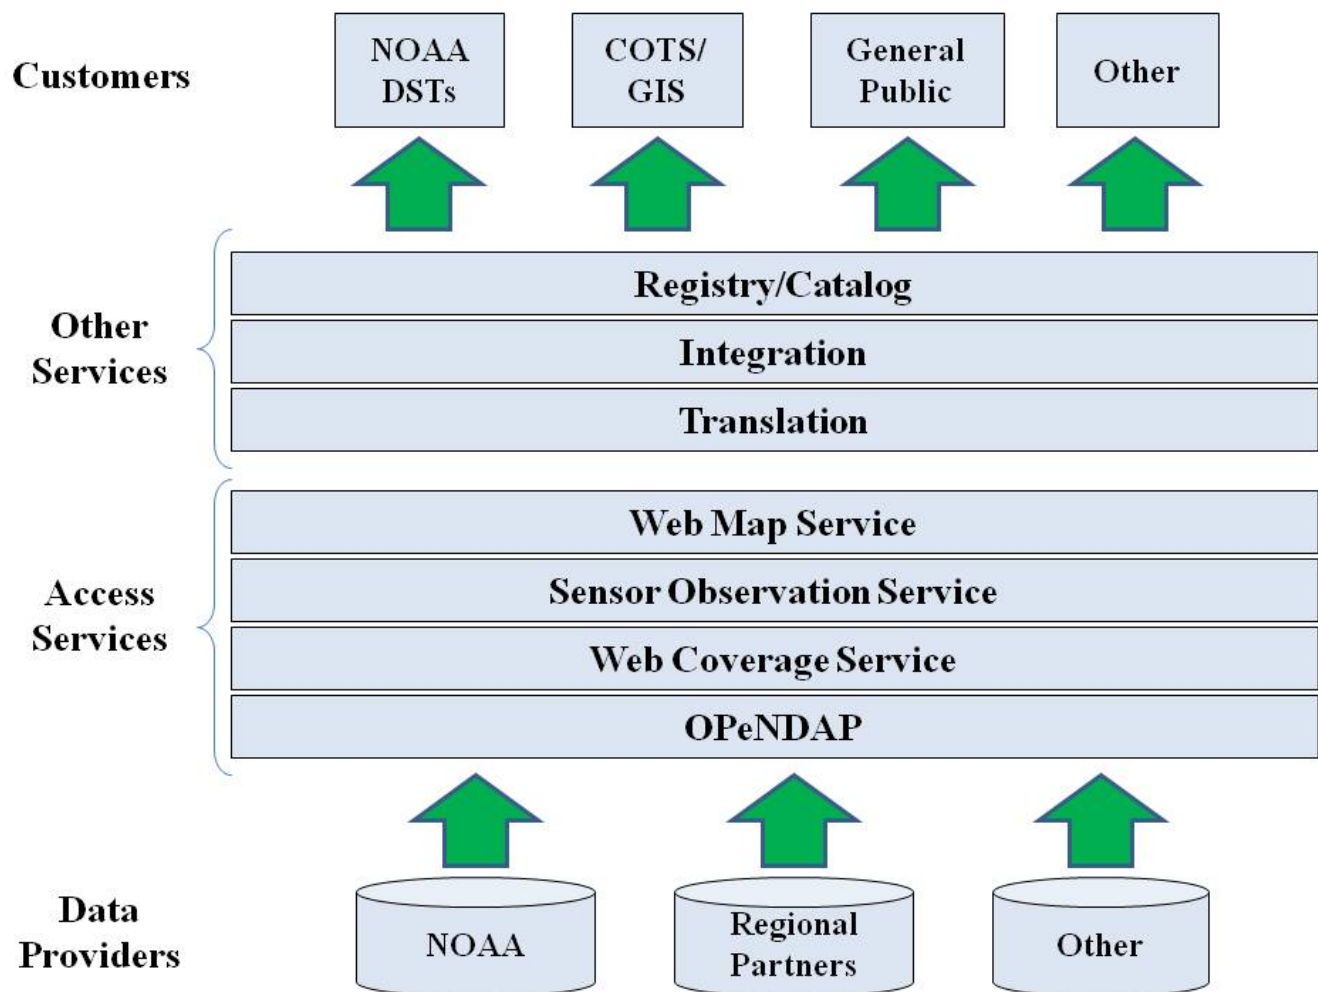 Customers
NOAA
DSTs
COTS/
GIS
General
Public
Other
Other
Services
Registry/Catalog
Integration
Translation
Access
Services
Web Map Service
Sensor Observation Service
Web Coverage Service
OPeNDAP
Data
Providers
NOAA
Regional
Partners
Other